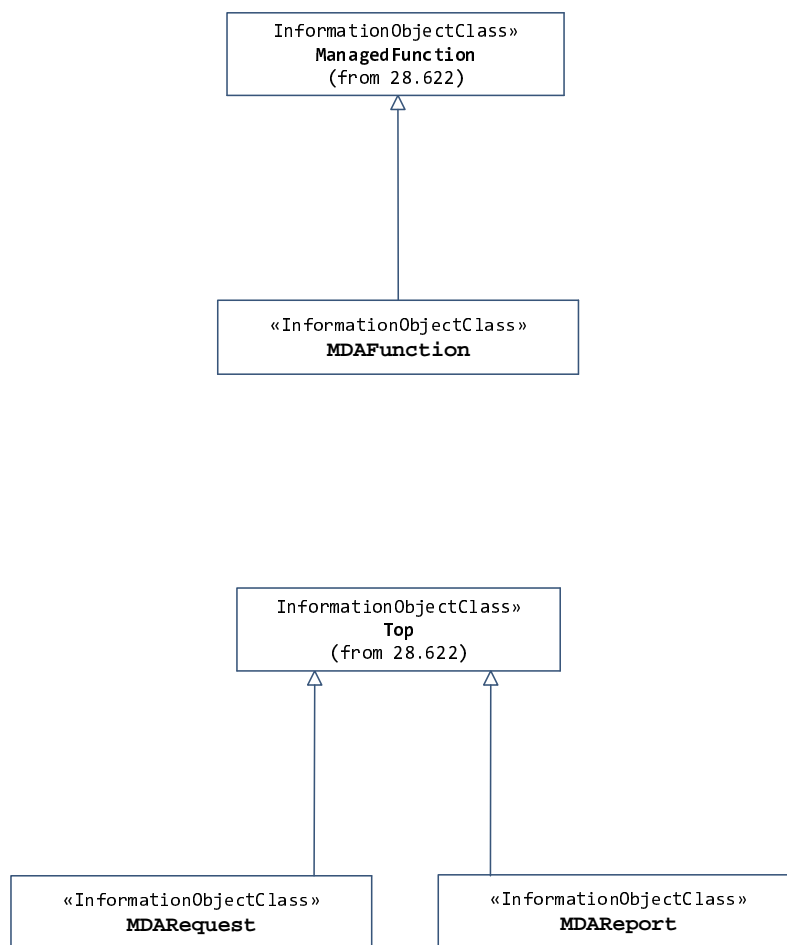 InformationObjectClass»
ManagedFunction
(from 28.622)
«InformationObjectClass»
MDAFunction
InformationObjectClass»
Top
(from 28.622)
«InformationObjectClass»
MDARequest
«InformationObjectClass»
MDAReport